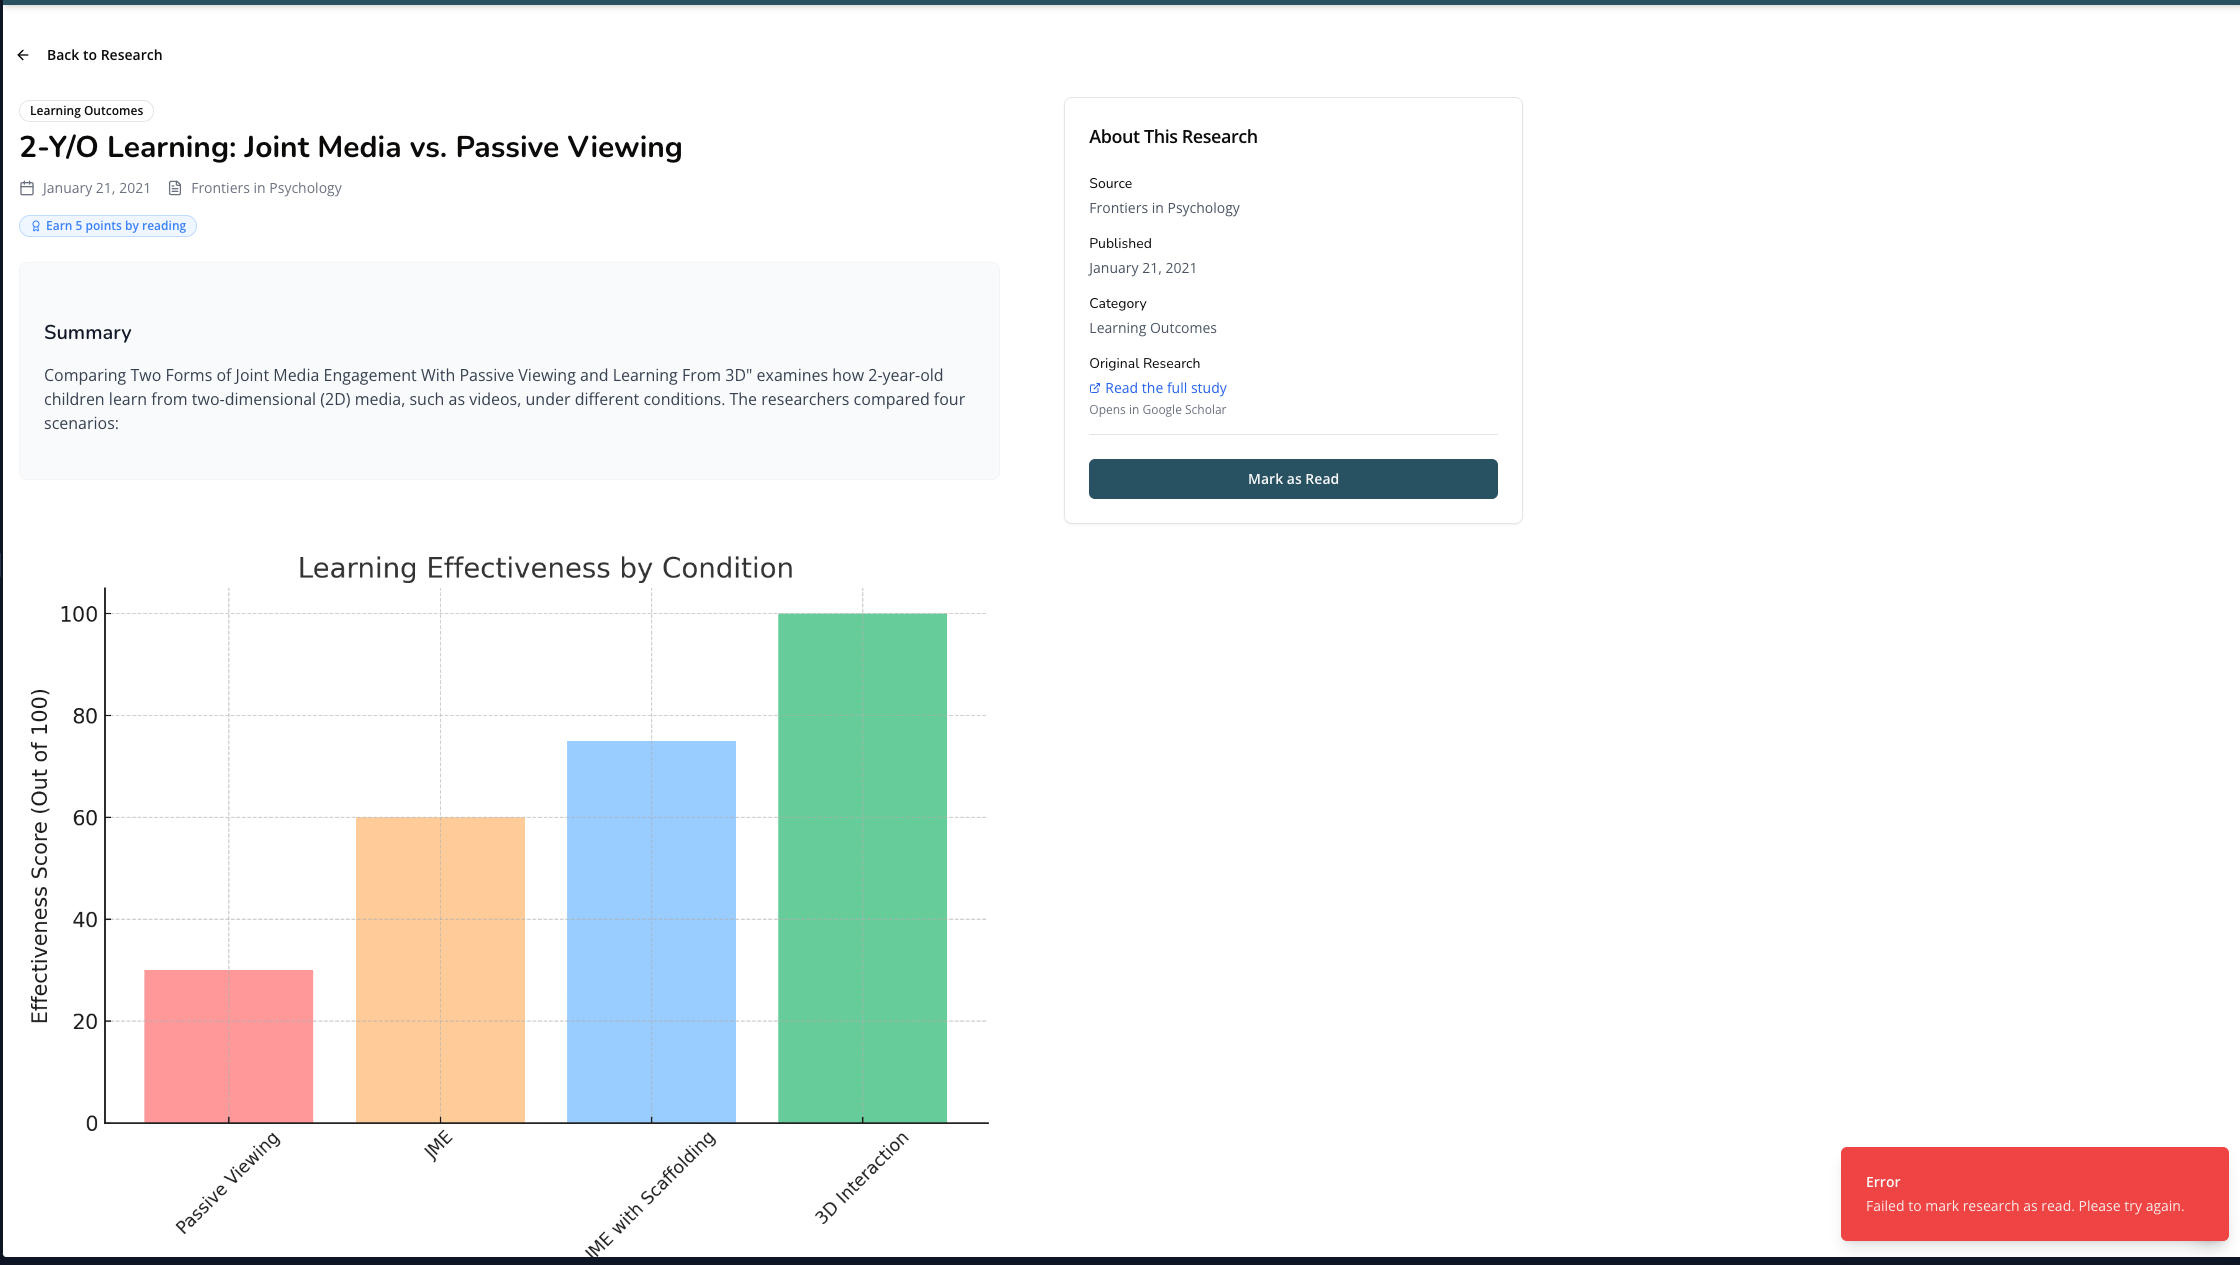 Back to Research
Learning Outcomes
2-Y/O Learning: Joint Media vs. Passive Viewing
January 21, 2021 Frontiers in Psychology
Earn 5 points by reading
Summary
Comparing Two Forms of Joint Media Engagement With Passive Viewing and Learning From 3D" examines how 2-year-old
children learn from two-dimensional (2D) media, such as videos, under different conditions. The researchers compared four
scenarios:
About This Research
Source
Frontiers in Psychology
Published
January 21, 2021
Category
Learning Outcomes
Original Research
Read the full study
Opens in Google Scholar
Mark as Read
Learning Effectiveness by Condition
Effectiveness Score (Out of 100)
100
80
60
40
20
0
Passive Viewing
JME
JME with Scaffolding
3D Interaction
Error
Failed to mark research as read. Please try again.